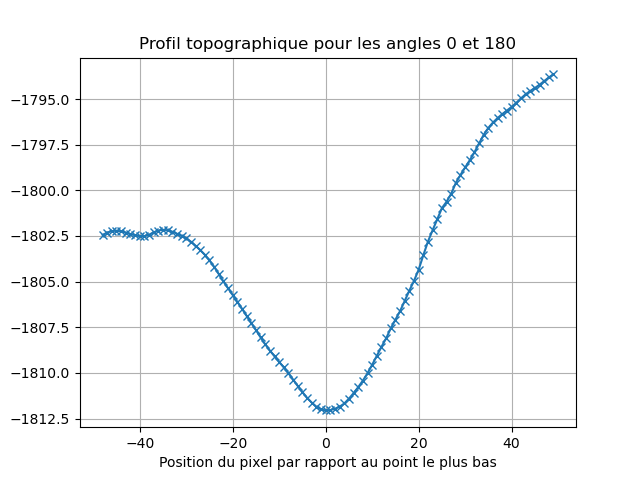 Profil topographique pour les angles 0 et 180
−1795.0
−1797.5
−1800.0
−1802.5
−1805.0
−1807.5
−1810.0
−1812.5
−40 −20 0 20 40
Position du pixel par rapport au point le plus bas